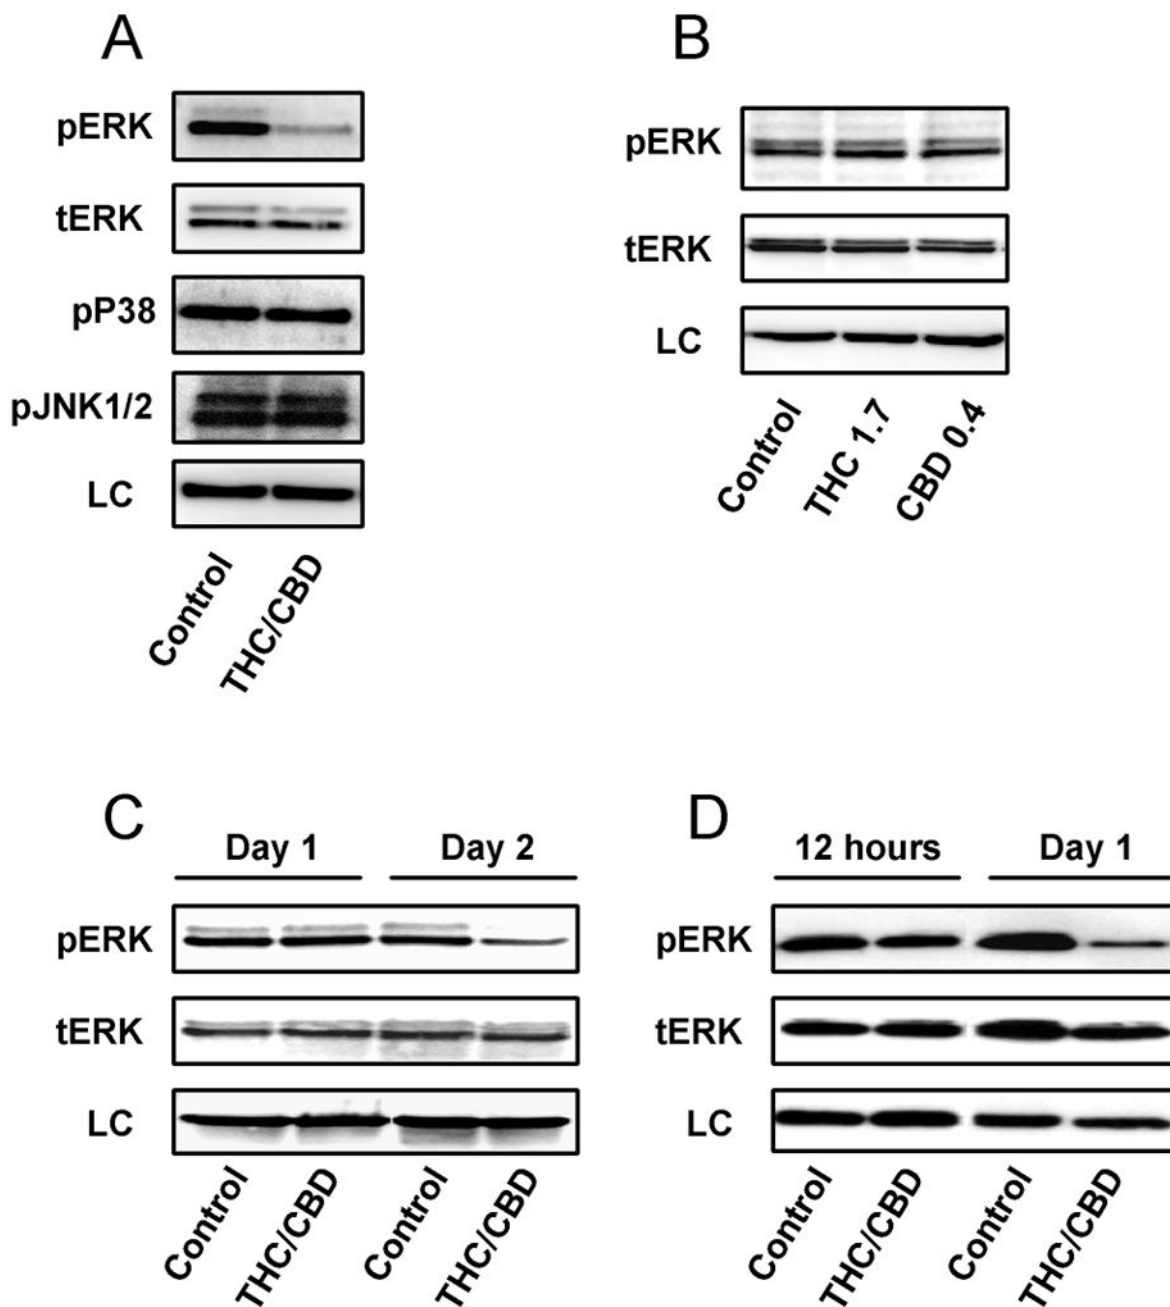 A
pERK
tERK
pP38
pJNK1/2
LC
Control
THC/CBD
B
pERK
tERK
LC
Control
THC 1.7
CBD 0.4
C
Day 1
Day 2
pERK
tERK
LC
Control
THC/CBD
Control
THC/CBD
D
12 hours
Day 1
pERK
tERK
LC
Control
THC/CBD
Control
THC/CBD